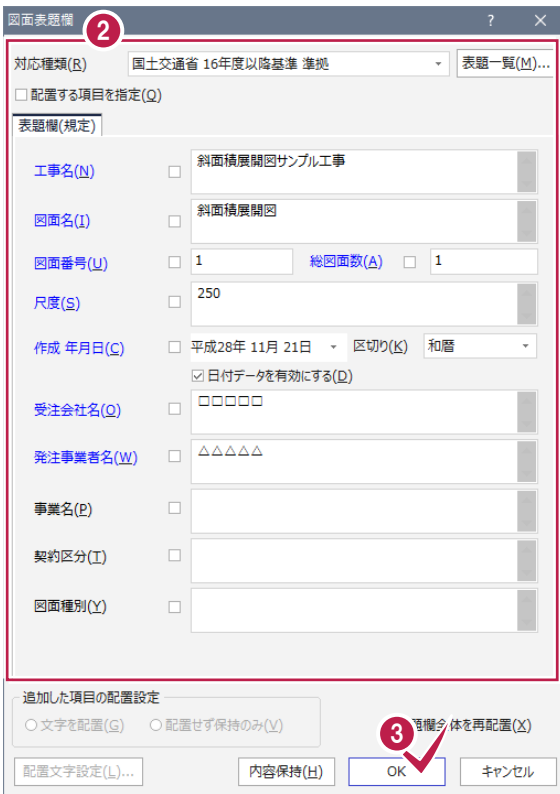 図面表題欄 ? ×
2
対応種類(R) 国土交通省 16年度以降基準 準拠 表題一覧(M)...
配置する項目を指定(Q)
表題欄(規定)
工事名(N) 斜面積展開図サンプル工事
図面名(I) 斜面積展開図
図面番号(U) 1 総図面数(A) 1
尺度(S) 250
作成 年月日(C) 平成28年 11月 21日 区切り(K) 和暦
日付データを有効にする(D)
受注会社名(O) □□□□□
発注事業者名(W) △△△△△
事業名(P)
契約区分(T)
図面種別(Y)
追加した項目の配置設定
文字を配置(G) 配置せず保持のみ(V) 題欄全体を再配置(X)
3
配置文字設定(L)... 内容保持(H) OK キャンセル